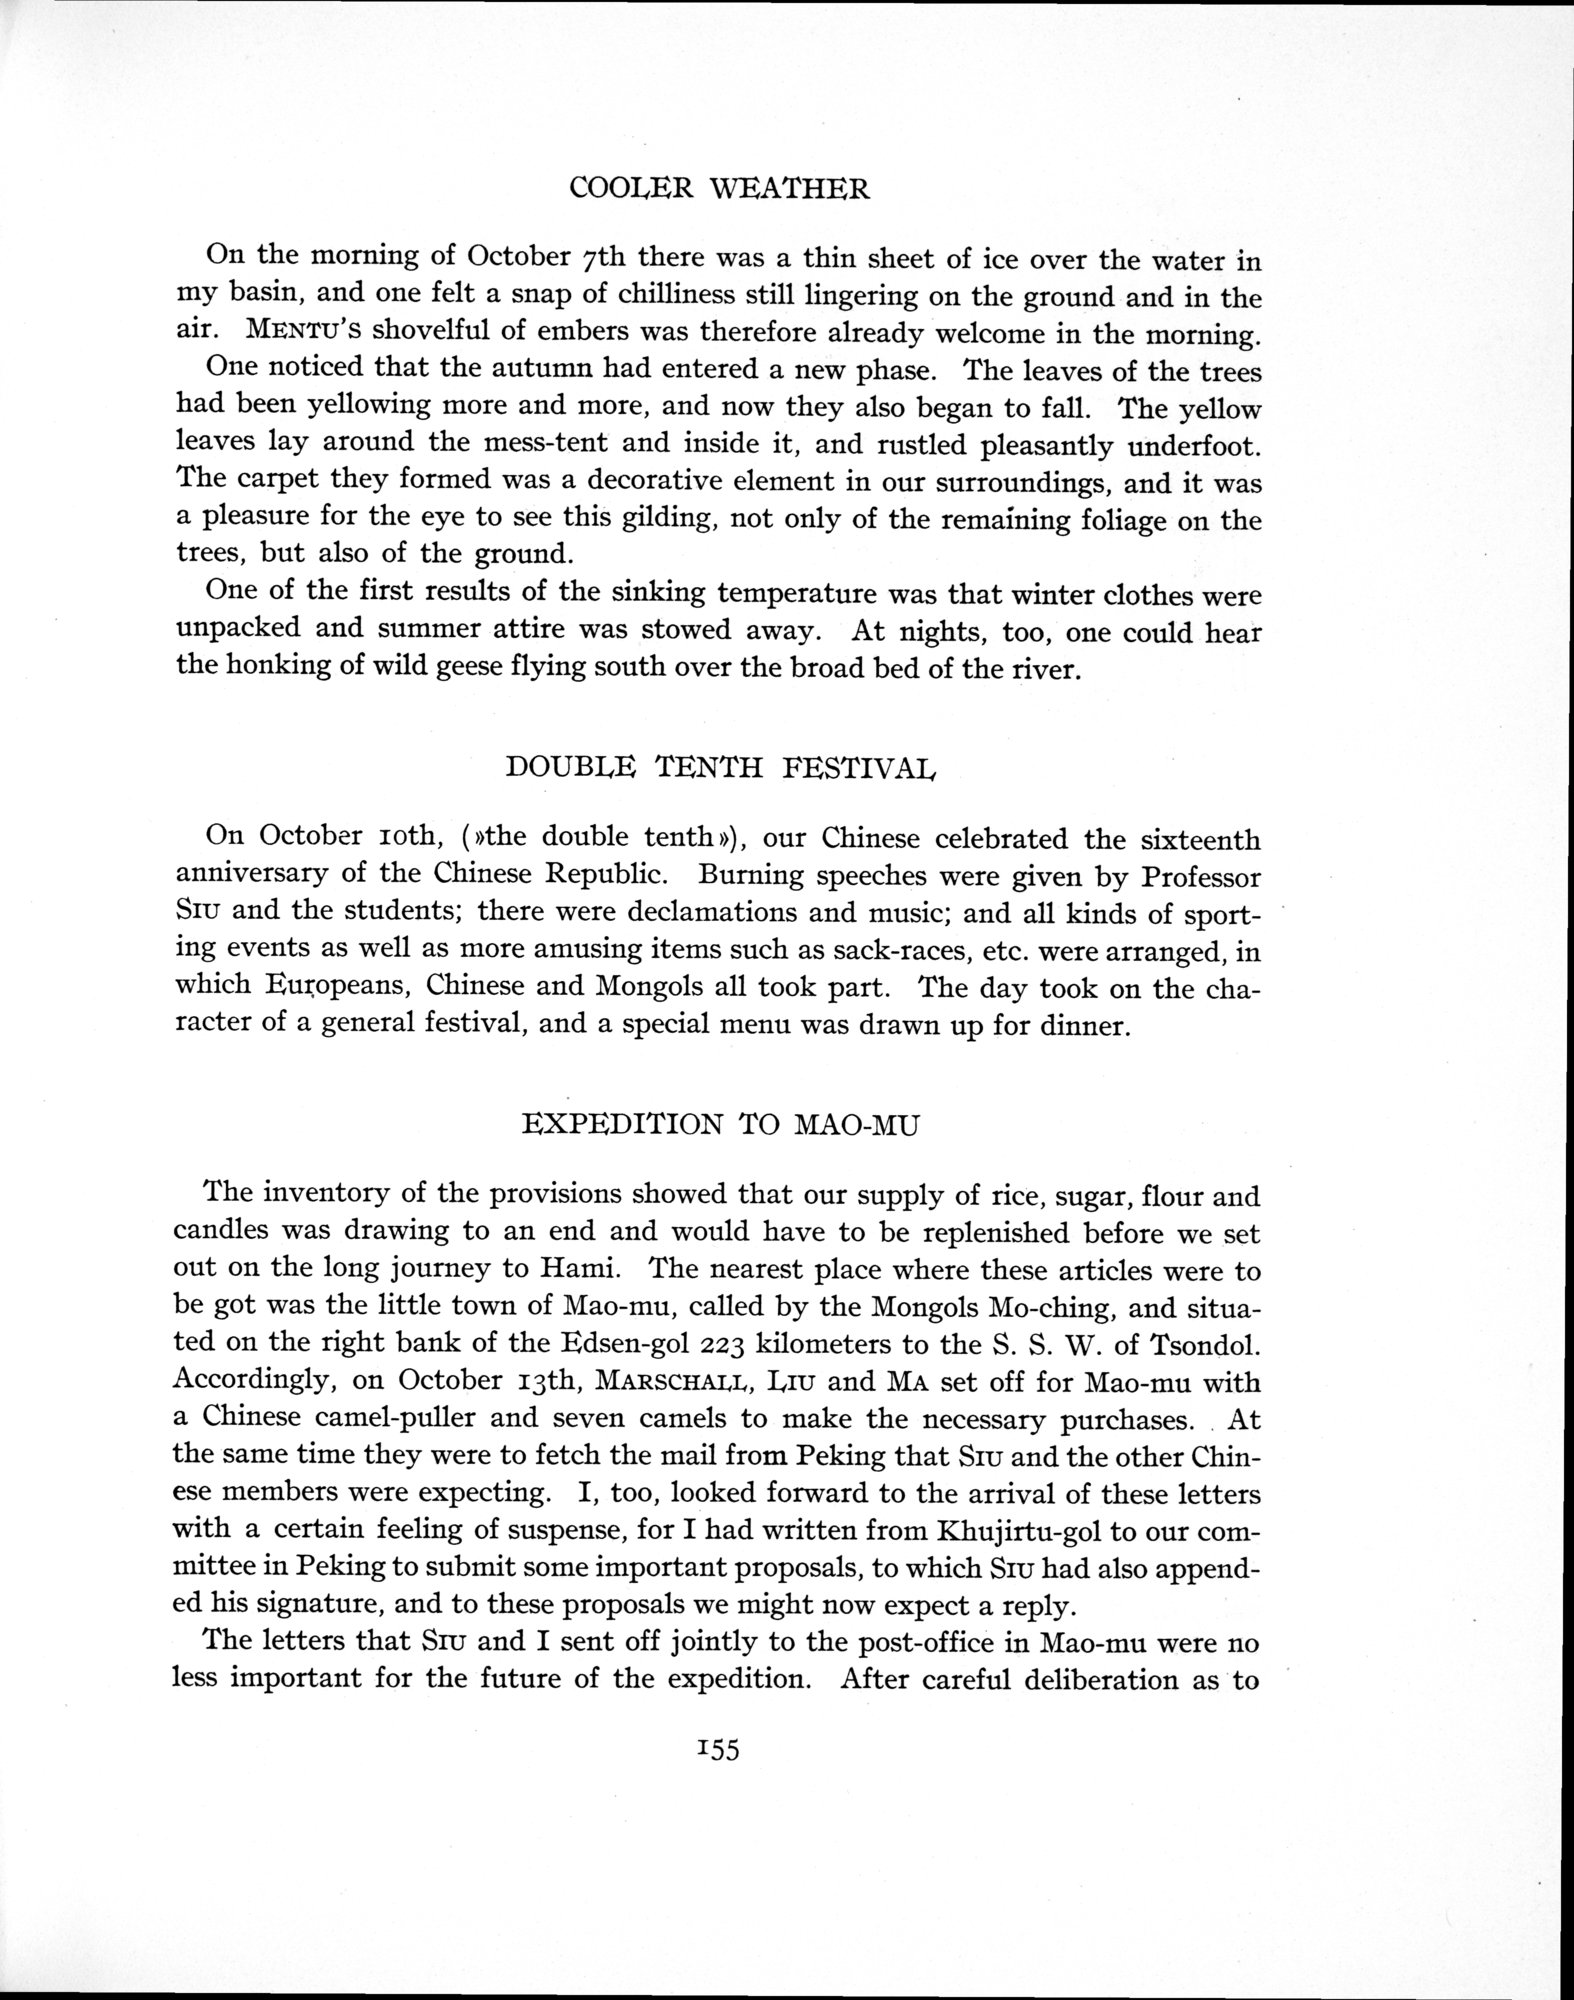 COOLER WEATHER
On the morning of October 7th there was a thin sheet of ice over the water in
my basin, and one felt a snap of chilliness still lingering on the ground and in the
air. MENTU'S shovelful of embers was therefore already welcome in the morning.
One noticed that the autumn had entered a new phase. The leaves of the trees
had been yellowing more and more, and now they also began to fall. The yellow
leaves lay around the mess-tent and inside it, and rustled pleasantly underfoot.
The carpet they formed was a decorative element in our surroundings, and it was
a pleasure for the eye to see this gilding, not only of the remaining foliage on the
trees, but also of the ground.
One of the first results of the sinking temperature was that winter clothes were
unpacked and summer attire was stowed away. At nights, too, one could hear
the honking of wild geese flying south over the broad bed of the river.
DOUBLE TENTH FESTIVAL
On October 10th, (»the double tenth»), our Chinese celebrated the sixteenth
anniversary of the Chinese Republic. Burning speeches were given by Professor
SIU and the students; there were declamations and music; and all kinds of sport-
ing events as well as more amusing items such as sack-races, etc. were arranged, in
which Europeans, Chinese and Mongols all took part. The day took on the cha-
racter of a general festival, and a special menu was drawn up for dinner.
EXPEDITION TO MAO-MU
The inventory of the provisions showed that our supply of rice, sugar, flour and
candles was drawing to an end and would have to be replenished before we set
out on the long journey to Hami. The nearest place where these articles were to
be got was the little town of Mao-mu, called by the Mongols Mo-ching, and situa-
ted on the right bank of the Edsen-gol 223 kilometers to the S. S. W. of Tsondol.
Accordingly, on October 13th, MARSCHALL, LIU and MA set off for Mao-mu with
a Chinese camel-puller and seven camels to make the necessary purchases. At
the same time they were to fetch the mail from Peking that SIU and the other Chin-
ese members were expecting. I, too, looked forward to the arrival of these letters
with a certain feeling of suspense, for I had written from Khujirtu-gol to our com-
mittee in Peking to submit some important proposals, to which SIU had also append-
ed his signature, and to these proposals we might now expect a reply.
The letters that SIU and I sent off jointly to the post-office in Mao-mu were no
less important for the future of the expedition. After careful deliberation as to
155